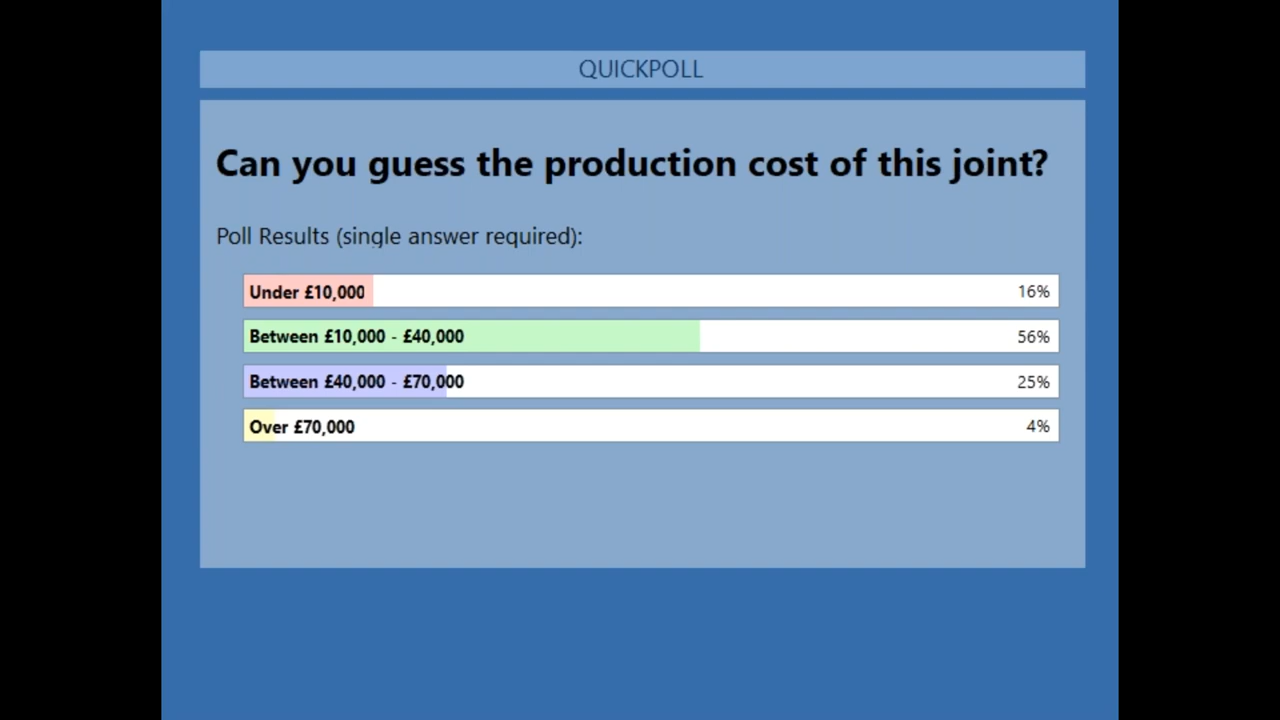 QUICKPOLL
Can you guess the production cost of this joint?
Poll Results (single answer required):
Under £10,000 16%
Between £10,000 - £40,000 56%
Between £40,000 - £70,000 25%
Over £70,000 4%